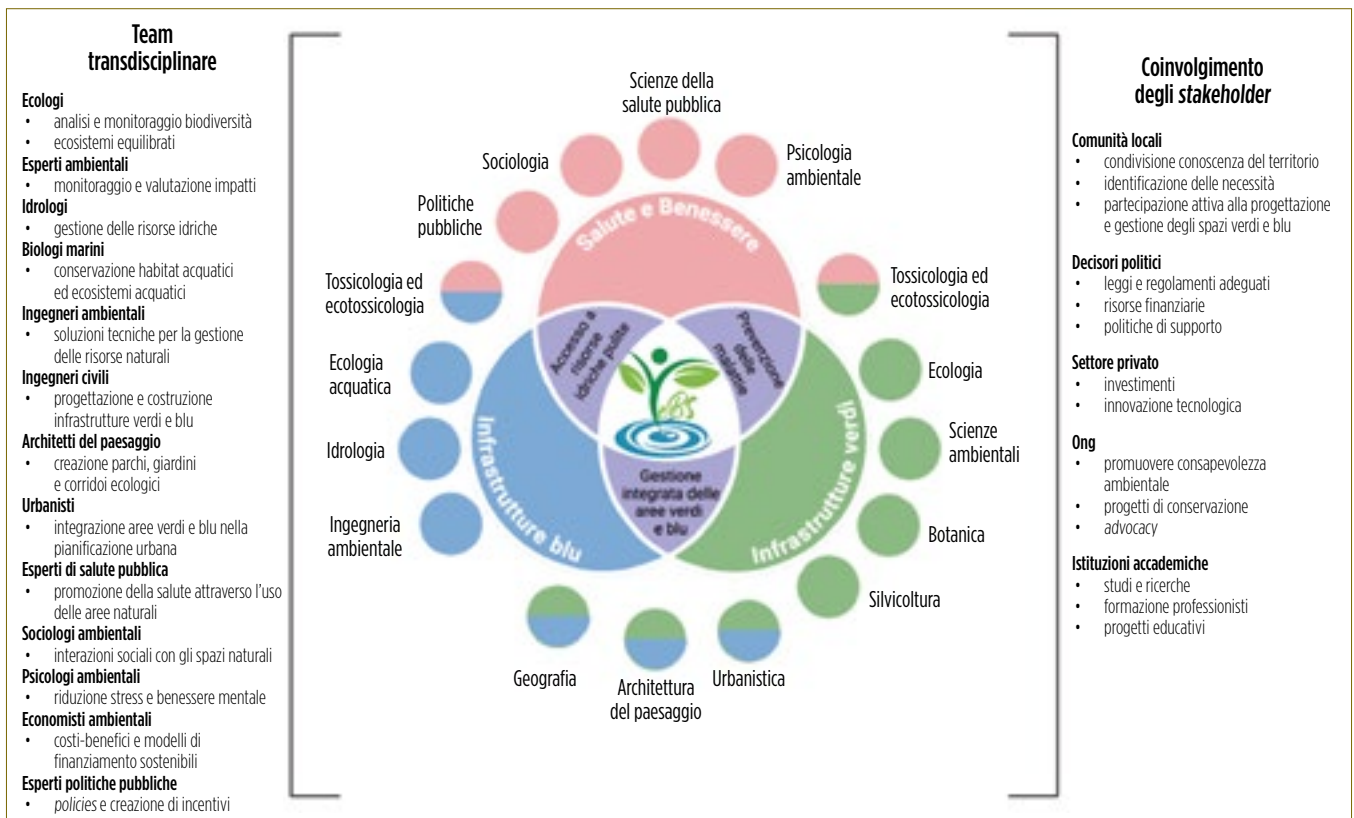 Team
transdisciplinare
Ecologi
• analisi e monitoraggio biodiversità
• ecosistemi equilibrati
Esperti ambientali
• monitoraggio e valutazione impatti
Idrologi
• gestione delle risorse idriche
Biologi marini
• conservazione habitat acquatici
ed ecosistemi acquatici
Ingegneri ambientali
• soluzioni tecniche per la gestione
delle risorse naturali
Ingegneri civili
• progettazione e costruzione
infrastrutture verdi e blu
Architetti del paesaggio
• creazione parchi, giardini
e corridoi ecologici
Urbanisti
• integrazione aree verdi e blu nella
pianificazione urbana
Esperti di salute pubblica
• promozione della salute attraverso l'uso
delle aree naturali
Sociologi ambientali
• interazioni sociali con gli spazi naturali
Psicologi ambientali
• riduzione stress e benessere mentale
Economisti ambientali
• costi-benefici e modelli di
finanziamento sostenibili
Esperti politiche pubbliche
• policies e creazione di incentivi
Scienze della
salute pubblica
Sociologia
Psicologia
ambientale
Politiche
pubbliche
Tossicologia ed
ecotossicologia
Tossicologia ed
ecotossicologia
Ecologia
acquatica
Ecologia
Idrologia
Scienze
ambientali
Ingegneria
ambientale
Botanica
Silvicoltura
Geografia
Architettura
del paesaggio
Urbanistica
Salute e Benessere
Accesso a
risorse
idriche pulite
Prevenzione
delle
malattie
Infrastrutture blu
Infrastrutture verdi
Gestione
integrata delle
aree verdi
e blu
Coinvolgimento
degli stakeholder
Comunità locali
• condivisione conoscenza del territorio
• identificazione delle necessità
• partecipazione attiva alla progettazione
e gestione degli spazi verdi e blu
Decisori politici
• leggi e regolamenti adeguati
• risorse finanziarie
• politiche di supporto
Settore privato
• investimenti
• innovazione tecnologica
Ong
• promuovere consapevolezza
ambientale
• progetti di conservazione
• advocacy
Istituzioni accademiche
• studi e ricerche
• formazione professionisti
• progetti educativi